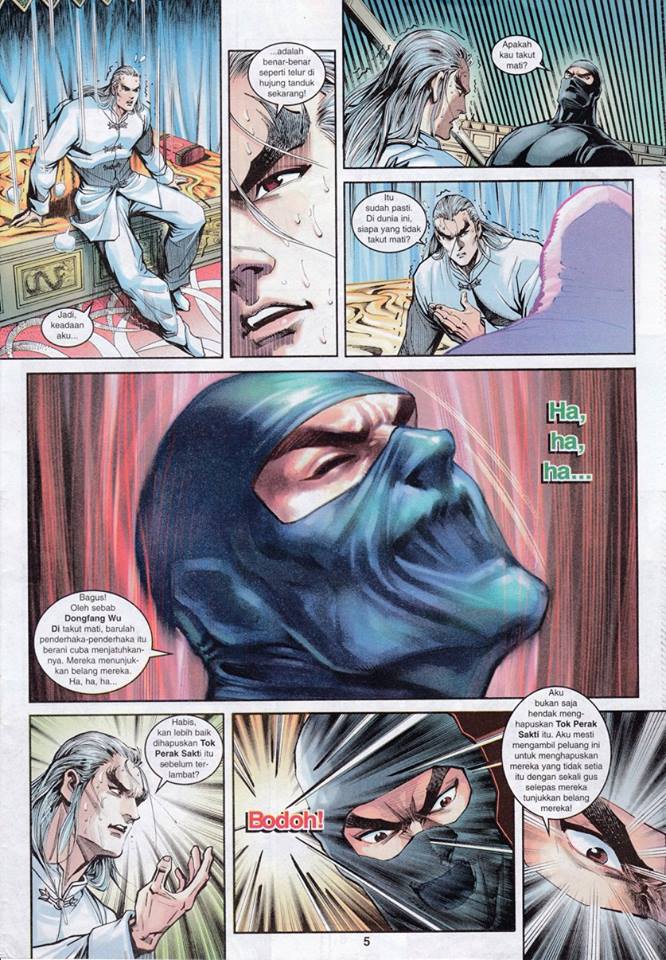 Jadi,
keadaan
aku...
...adalah
benar-benar
seperti telur di
hujung tanduk
sekarang!
Apakah
kau takut
mati?
Itu
sudah pasti.
Di dunia ini,
siapa yang tidak
takut mati?
Ha,
ha,
ha...
Bagus!
Oleh sebab
Dongfang Wu
Di takut mati, barulah
penderhaka-penderhaka itu
berani cuba menjatuhkan-
nya. Mereka menunjuk-
kan belang mereka.
Ha, ha, ha...
Habis,
kan lebih baik
dihapuskan Tok
Perak Sakti itu
sebelum ter-
lambat?
Bodoh!
Aku
bukan saja
hendak meng-
hapuskan Tok Perak
Sakti itu. Aku mesti
mengambil peluang ini
untuk menghapuskan
mereka yang tidak setia
itu dengan sekali gus
selepas mereka
tunjukkan belang
mereka!
5